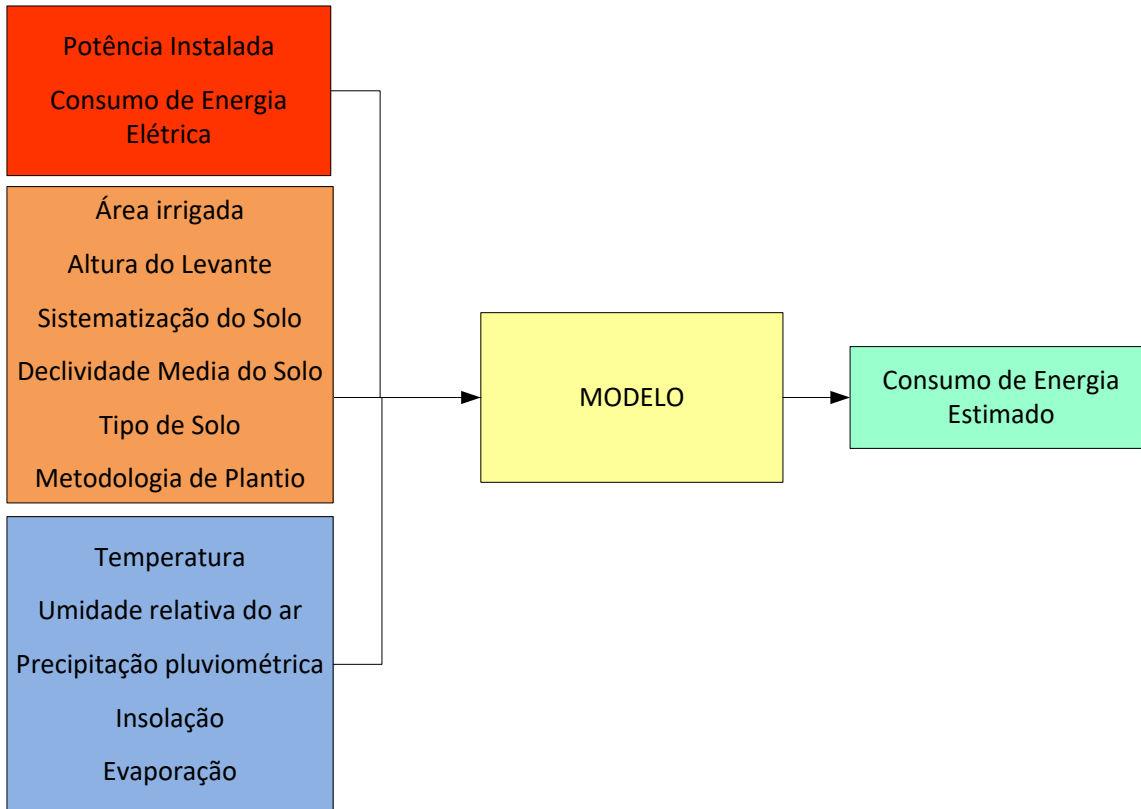 Potência Instalada
Consumo de Energia
Elétrica
Área irrigada
Altura do Levante
Sistematização do Solo
Declividade Media do Solo
Tipo de Solo
Metodologia de Plantio
Temperatura
Umidade relativa do ar
Precipitação pluviométrica
Insolação
Evaporação
MODELO
Consumo de Energia
Estimado